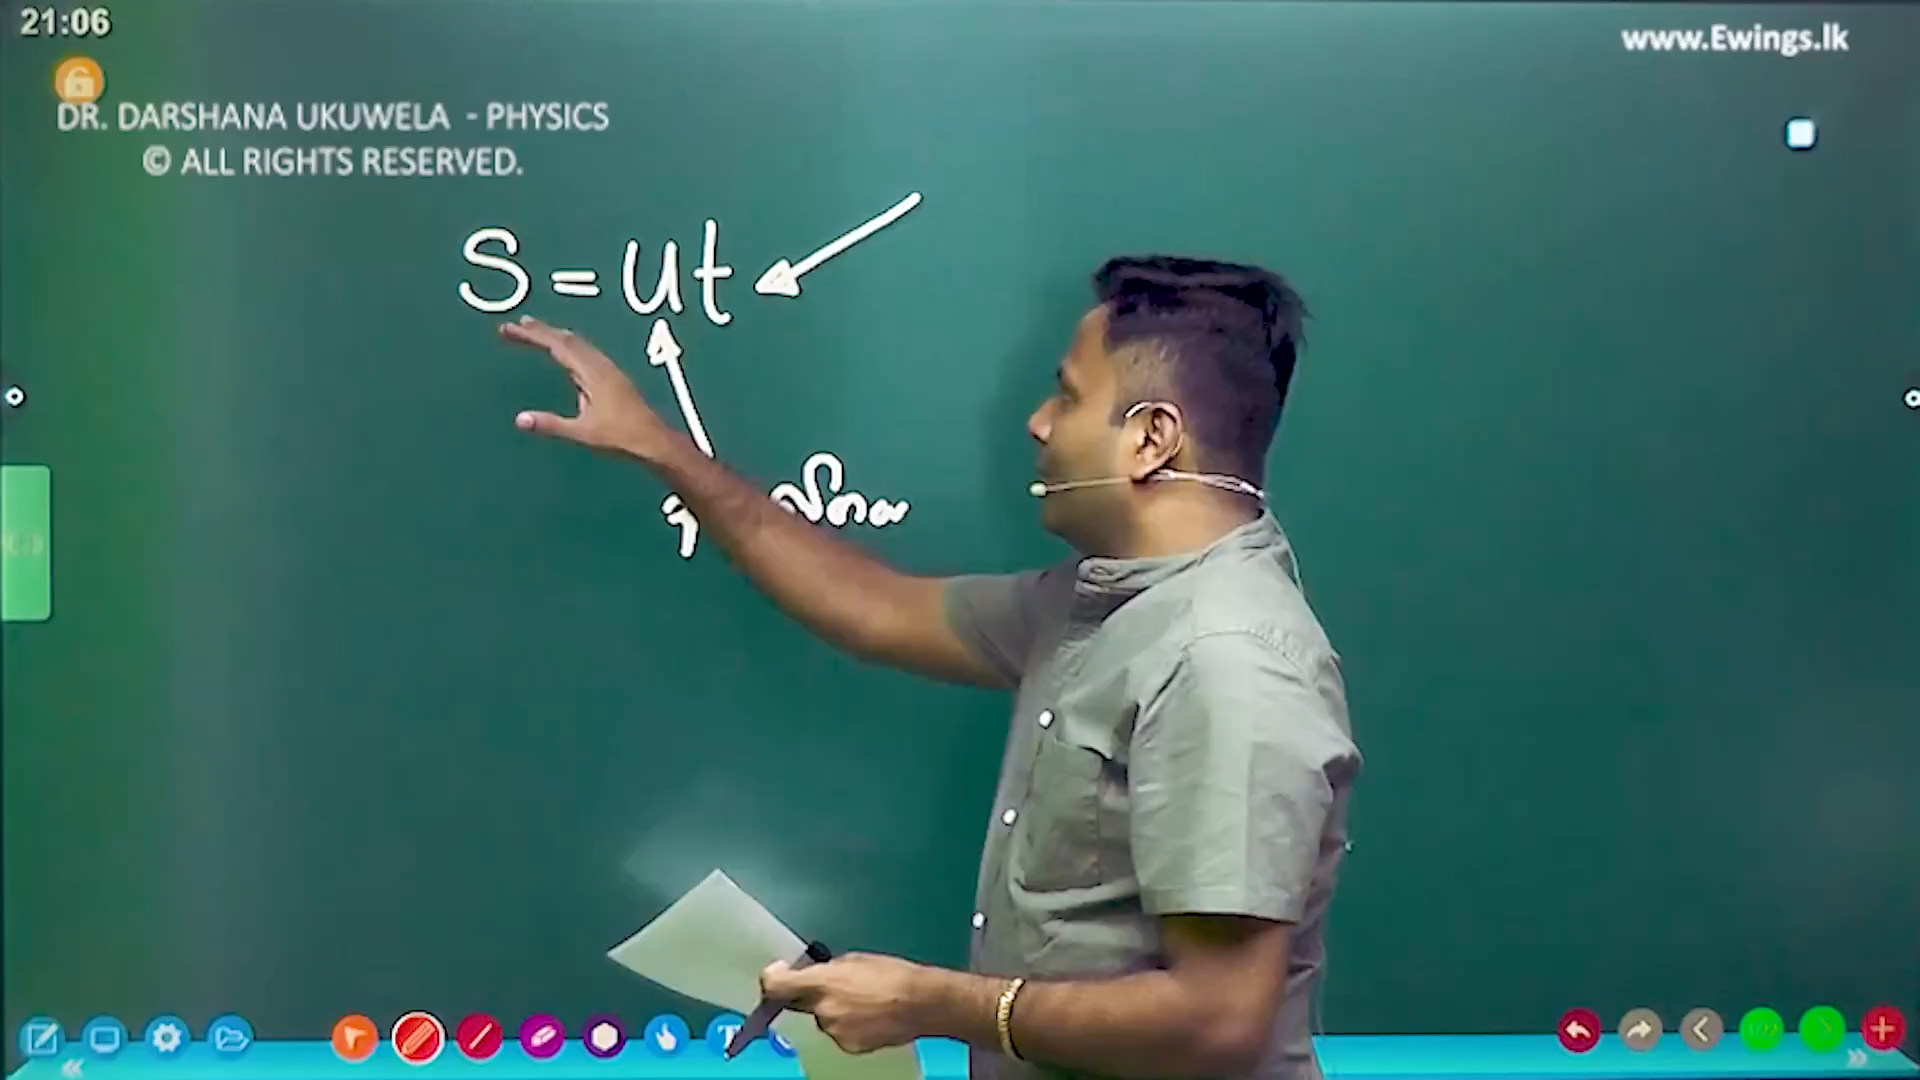 21:06
www.Ewings.lk
DR. DARSHANA UKUWELA - PHYSICS
© ALL RIGHTS RESERVED.
S = ut